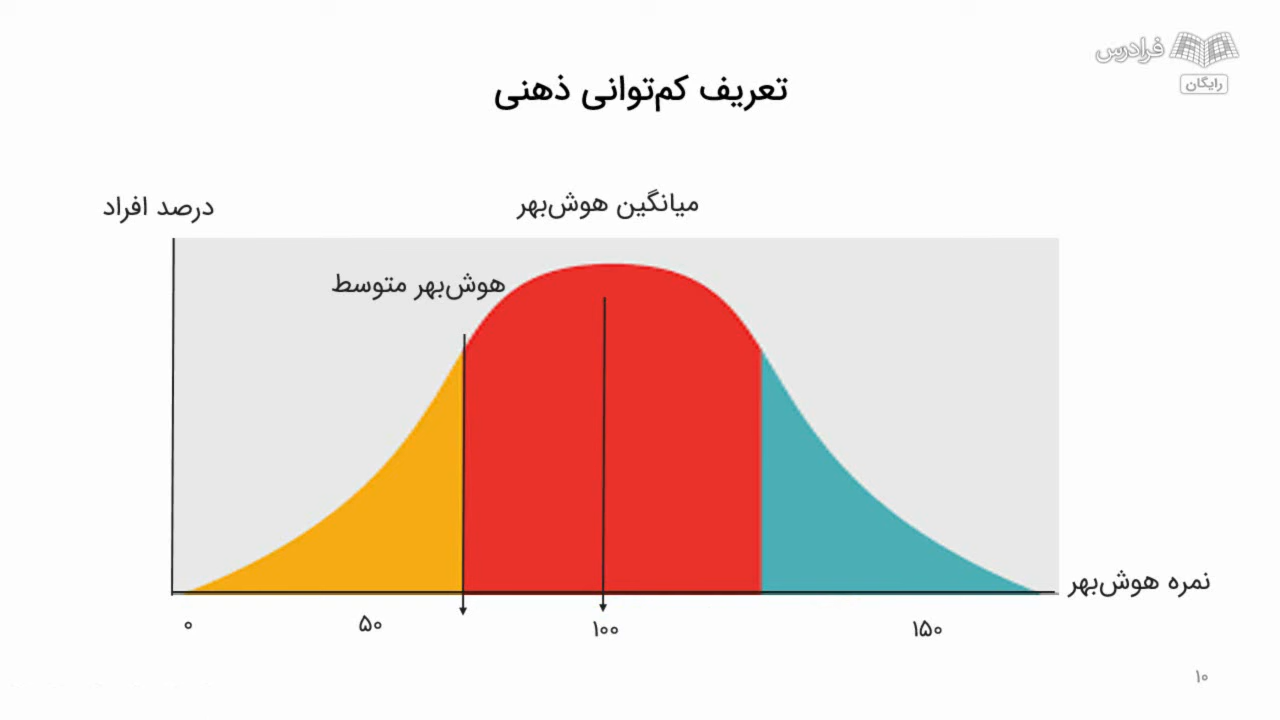 فرادرس
رایگان
تعریف کم‌توانی ذهنی
درصد افراد
میانگین هوش‌بهر
هوش‌بهر متوسط
نمره هوش‌بهر
۰
۵۰
۱۰۰
۱۵۰
۱۰